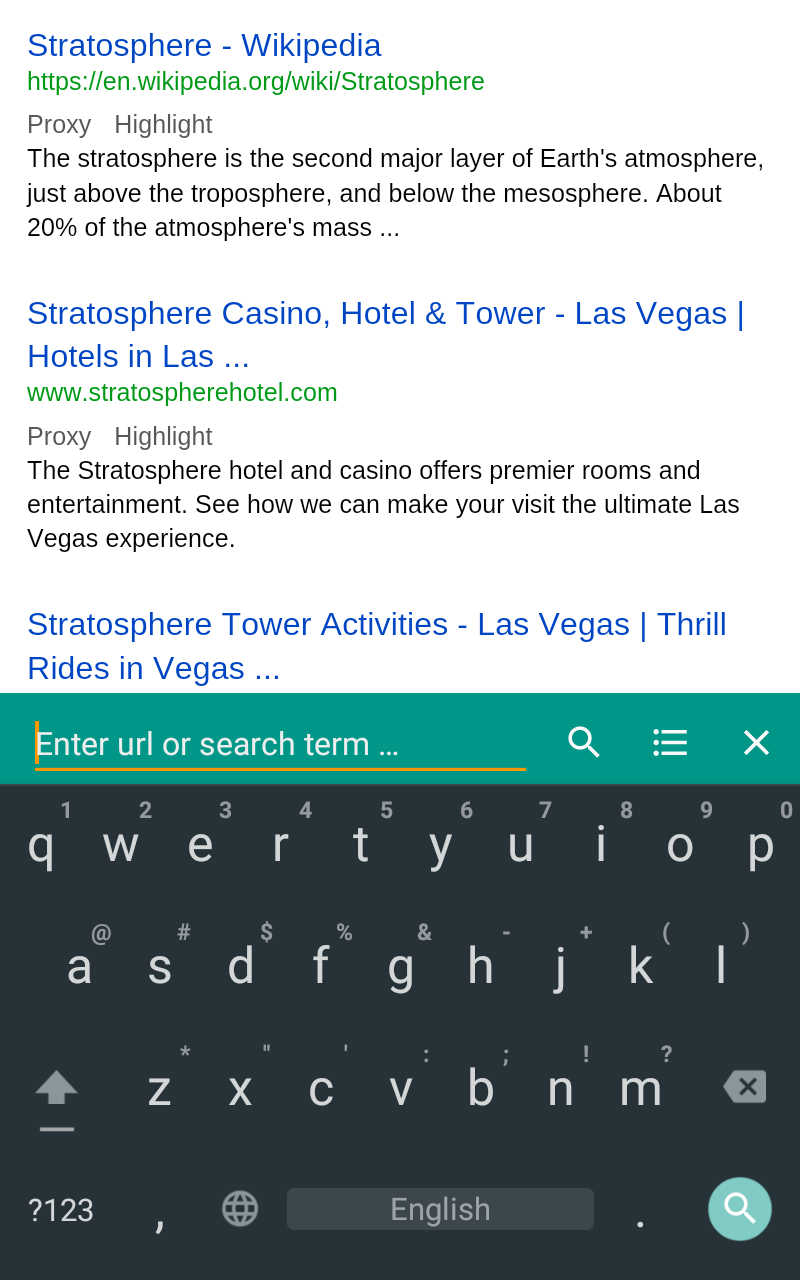 Stratosphere - Wikipedia
https://en.wikipedia.org/wiki/Stratosphere
Proxy Highlight
The stratosphere is the second major layer of Earth's atmosphere,
just above the troposphere, and below the mesosphere. About
20% of the atmosphere's mass ...
Stratosphere Casino, Hotel & Tower - Las Vegas |
Hotels in Las ...
www.stratospherehotel.com
Proxy Highlight
The Stratosphere hotel and casino offers premier rooms and
entertainment. See how we can make your visit the ultimate Las
Vegas experience.
Stratosphere Tower Activities - Las Vegas | Thrill
Rides in Vegas ...
Enter url or search term ...
1 2 3 4 5 6 7 8 9 0
q w e r t y u i o p
@ # $ % & - + ( )
a s d f g h j k l
* " ' : ; ! ?
z x c v b n m
?123 , English .